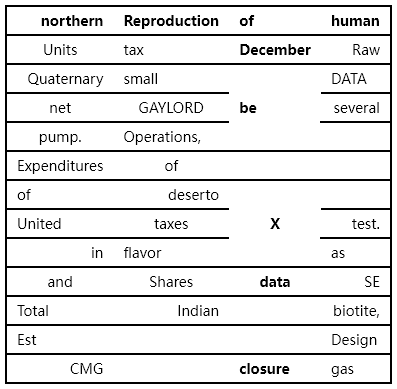 northern Reproduction of human
Units tax December Raw
Quaternary small DATA
net GAYLORD be several
pump. Operations,
Expenditures of
of deserto
United taxes X test.
in flavor as
and Shares data SE
Total Indian biotite,
Est Design
CMG closure gas